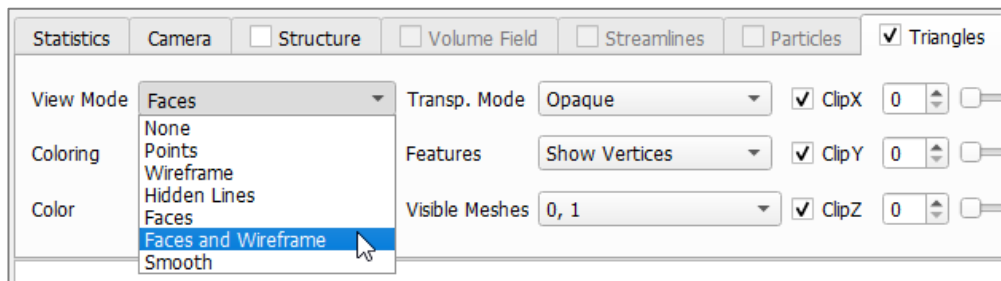 Statistics Camera Structure Volume Field Streamlines Particles Triangles
View Mode Faces Transp. Mode Opaque ClipX 0
None
Points
Coloring Features Show Vertices ClipY 0
Wireframe
Hidden Lines
Color Visible Meshes 0, 1 ClipZ 0
Faces
Faces and Wireframe
Smooth